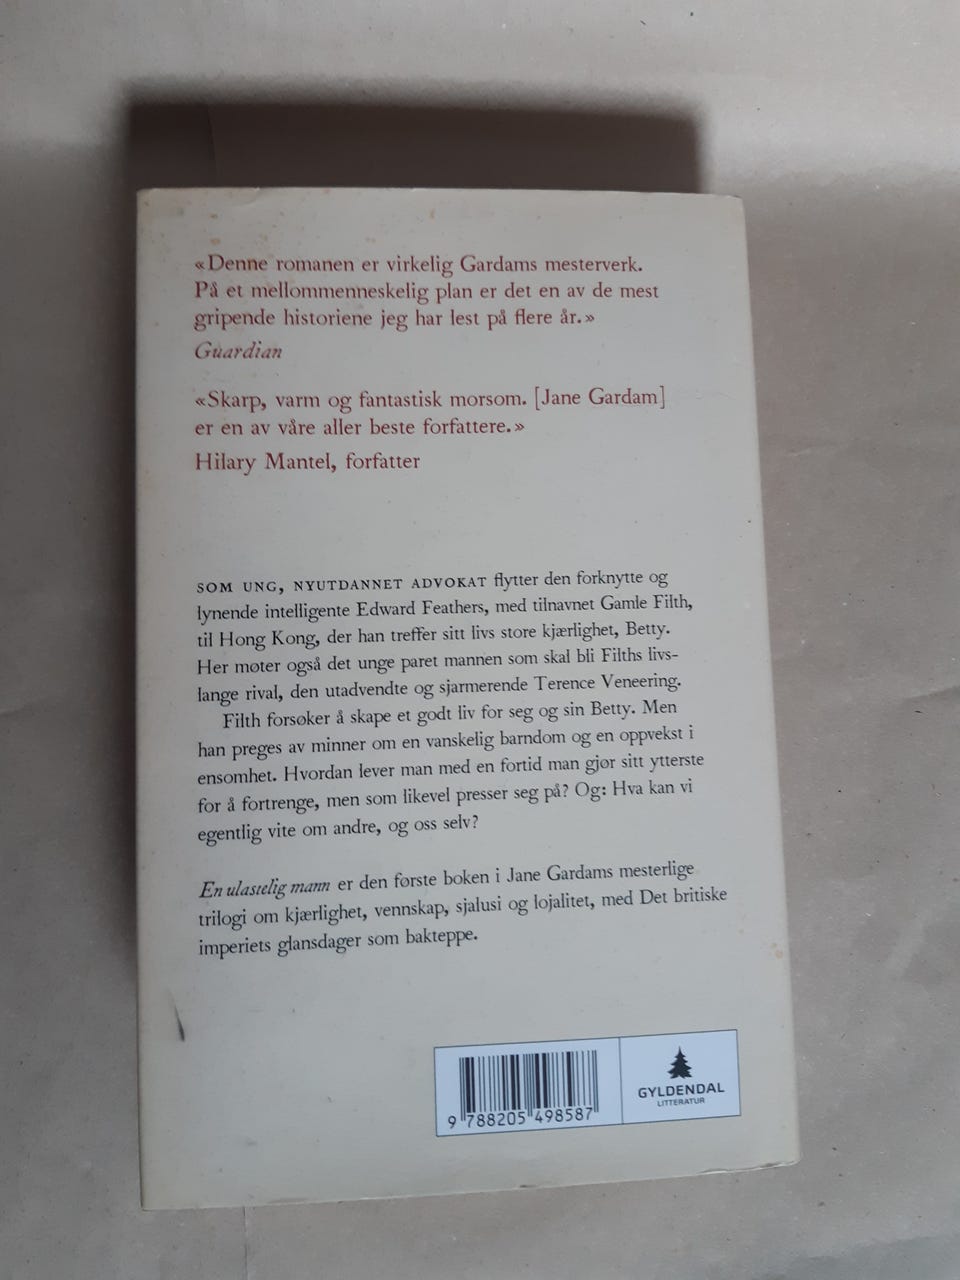 «Denne romanen er virkelig Gardams mesterverk.
På et mellommenneskelig plan er det en av de mest
gripende historiene jeg har lest på flere år.»
Guardian
«Skarp, varm og fantastisk morsom. [Jane Gardam]
er en av våre aller beste forfattere.»
Hilary Mantel, forfatter
SOM UNG, NYUTDANNET ADVOKAT flytter den forknytte og
lynende intelligente Edward Feathers, med tilnavnet Gamle Filth,
til Hong Kong, der han treffer sitt livs store kjærlighet, Betty.
Her møter også det unge paret mannen som skal bli Filths livs-
lange rival, den utadvendte og sjarmerende Terence Veneering.
Filth forsøker å skape et godt liv for seg og sin Betty. Men
han preges av minner om en vanskelig barndom og en oppvekst i
ensomhet. Hvordan lever man med en fortid man gjør sitt ytterste
for å fortrenge, men som likevel presser seg på? Og: Hva kan vi
egentlig vite om andre, og oss selv?
En ulastelig mann er den første boken i Jane Gardams mesterlige
trilogi om kjærlighet, vennskap, sjalusi og lojalitet, med Det britiske
imperiets glansdager som bakteppe.
9 788205 498587
GYLDENDAL
LITTERATUR